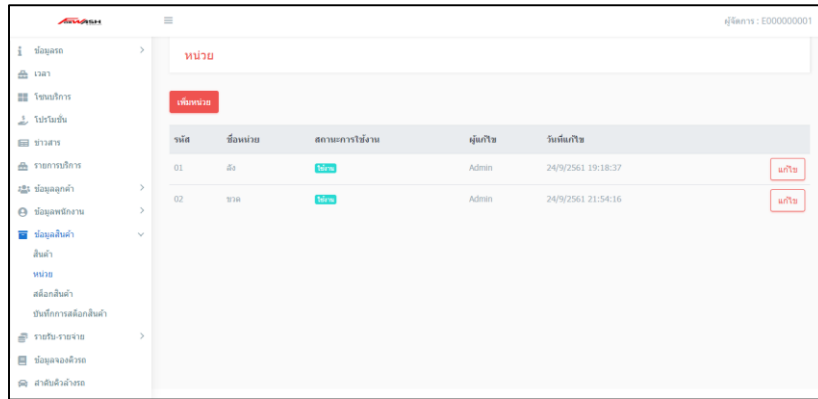 ผู้จัดการ : E000000001
ข้อมูลรถ
เวลา
โซนบริการ
โปรโมชั่น
ข่าวสาร
รายการบริการ
ข้อมูลลูกค้า
ข้อมูลพนักงาน
ข้อมูลสินค้า
สินค้า
หน่วย
สต็อกสินค้า
บันทึกการสต็อกสินค้า
รายรับ-รายจ่าย
ข้อมูลจองคิวรถ
ลำดับคิวล้างรถ
หน่วย
เพิ่มหน่วย
รหัส ชื่อหน่วย สถานะการใช้งาน ผู้แก้ไข วันที่แก้ไข
01 ลัง ใช้งาน Admin 24/9/2561 19:18:37 แก้ไข
02 ขวด ใช้งาน Admin 24/9/2561 21:54:16 แก้ไข